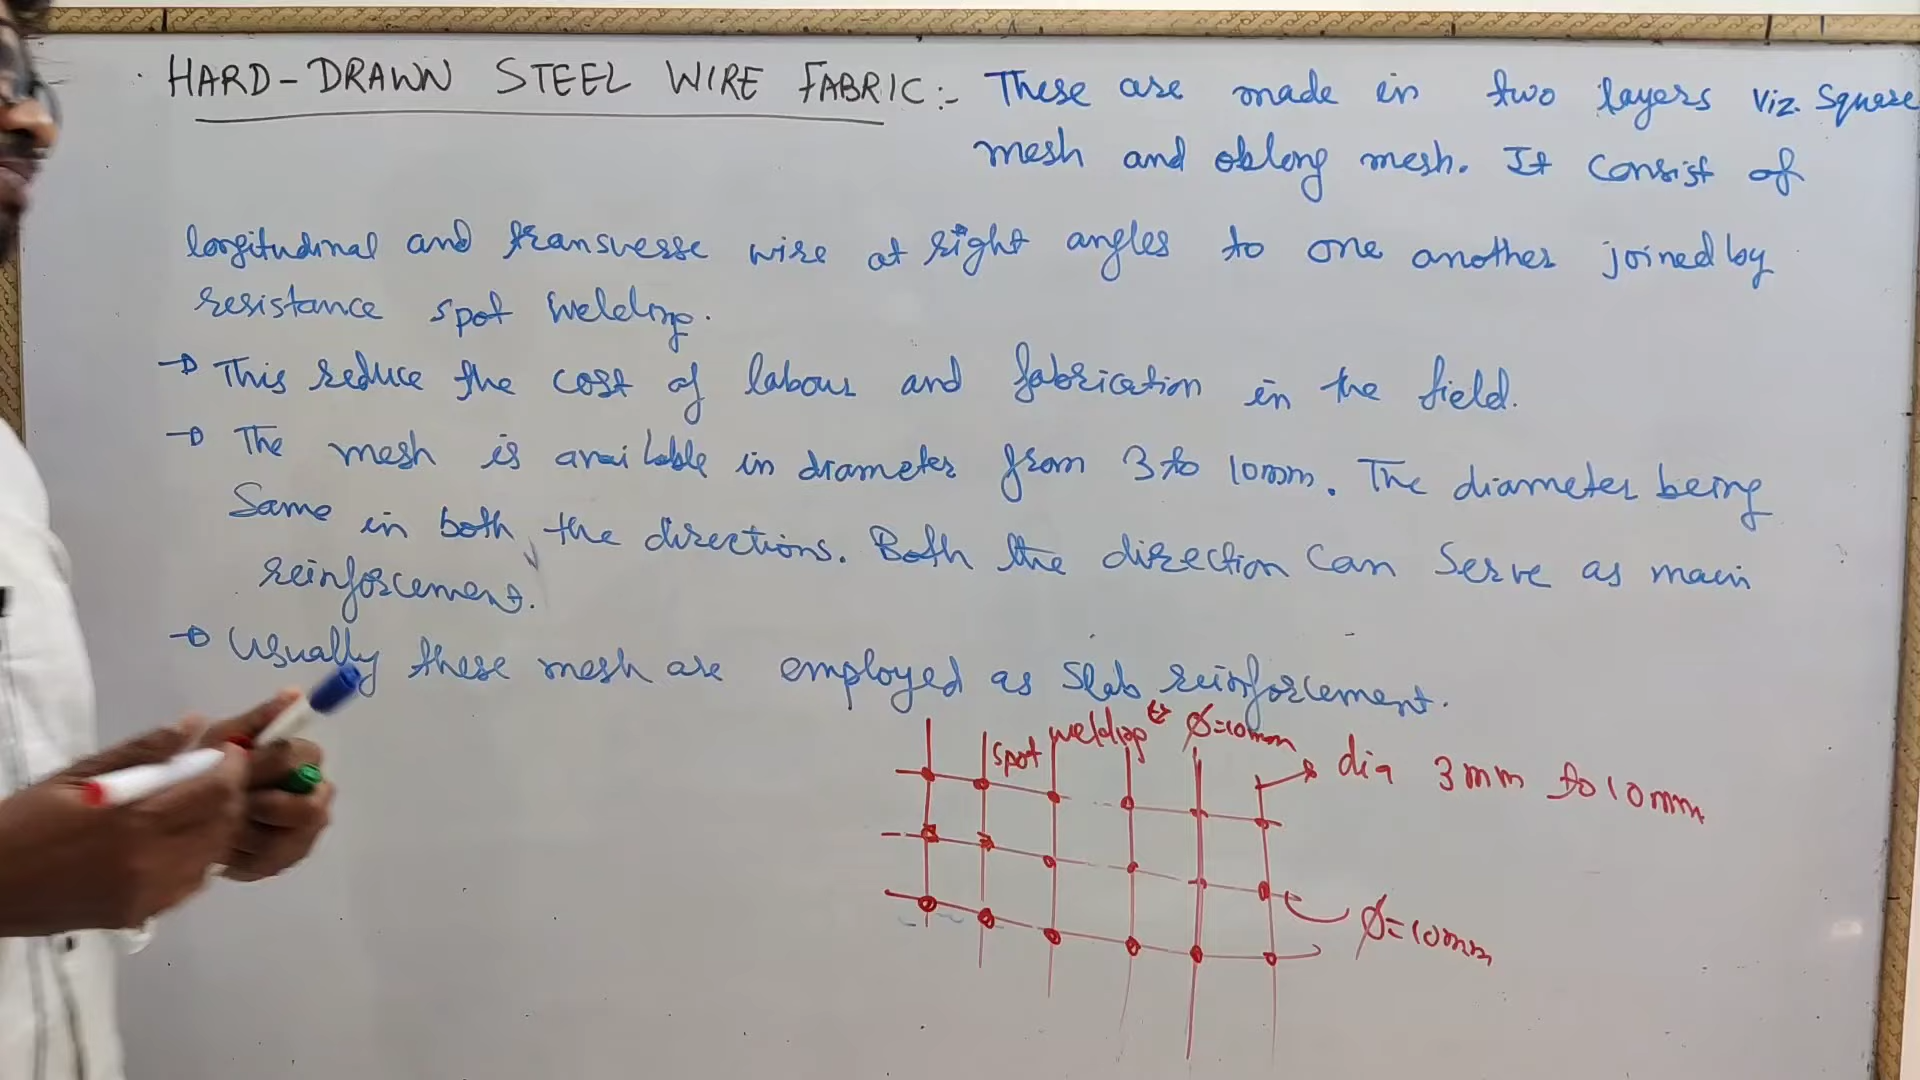 HARD-DRAWN STEEL WIRE FABRIC:- These are made in two layers viz. Square
mesh and oblong mesh. It consist of
longitudinal and transverse wire at right angles to one another joined by
resistance spot welding.
→ This reduce the cost of labour and fabrication in the field.
→ The mesh is available in diameter from 3 to 10mm. The diameter being
Same in both the directions. Both the direction can serve as main
reinforcement.
→ Usually these mesh are employed as slab reinforcement.
spot welding ø=10mm
dia 3mm to 10mm
ø=10mm